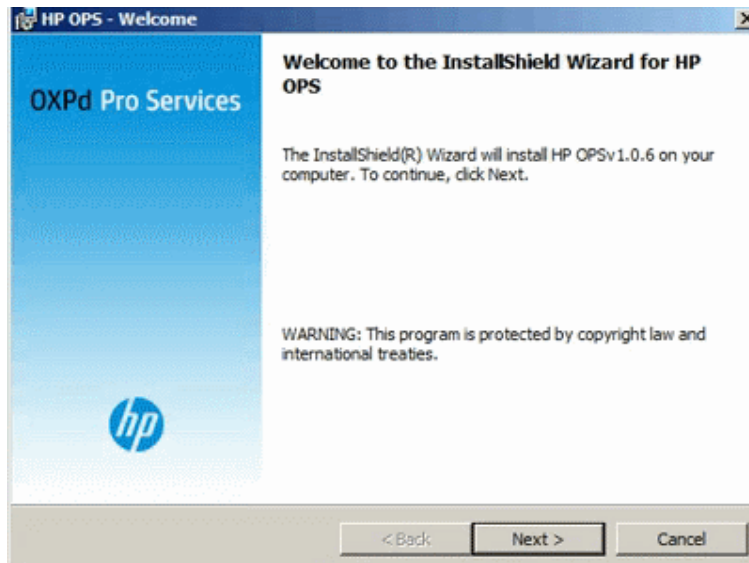 HP OPS - Welcome
OXPd Pro Services
Welcome to the InstallShield Wizard for HP
OPS
The InstallShield(R) Wizard will install HP OPSv1.0.6 on your
computer. To continue, click Next.
WARNING: This program is protected by copyright law and
international treaties.
hp
< Back
Next >
Cancel